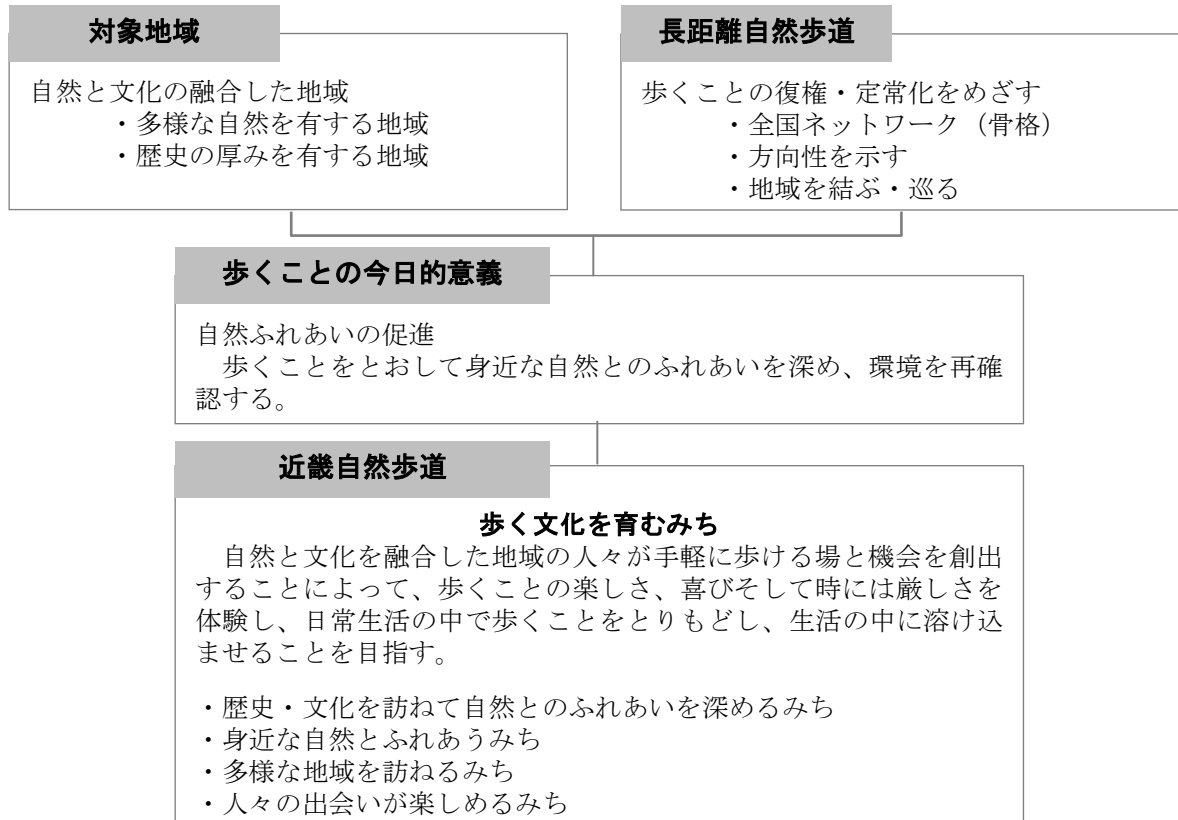 対象地域
自然と文化の融合した地域
・多様な自然を有する地域
・歴史の厚みを有する地域
長距離自然歩道
歩くことの復権・定常化をめざす
・全国ネットワーク（骨格）
・方向性を示す
・地域を結ぶ・巡る
歩くことの今日的意義
自然ふれあいの促進
歩くことをとおして身近な自然とのふれあいを深め、環境を再確
認する。
近畿自然歩道
歩く文化を育むみち
自然と文化を融合した地域の人々が手軽に歩ける場と機会を創出
することによって、歩くことの楽しさ、喜びそして時には厳しさを
体験し、日常生活の中で歩くことをとりもどし、生活の中に溶け込
ませることを目指す。
・歴史・文化を訪ねて自然とのふれあいを深めるみち
・身近な自然とふれあうみち
・多様な地域を訪ねるみち
・人々の出会いが楽しめるみち